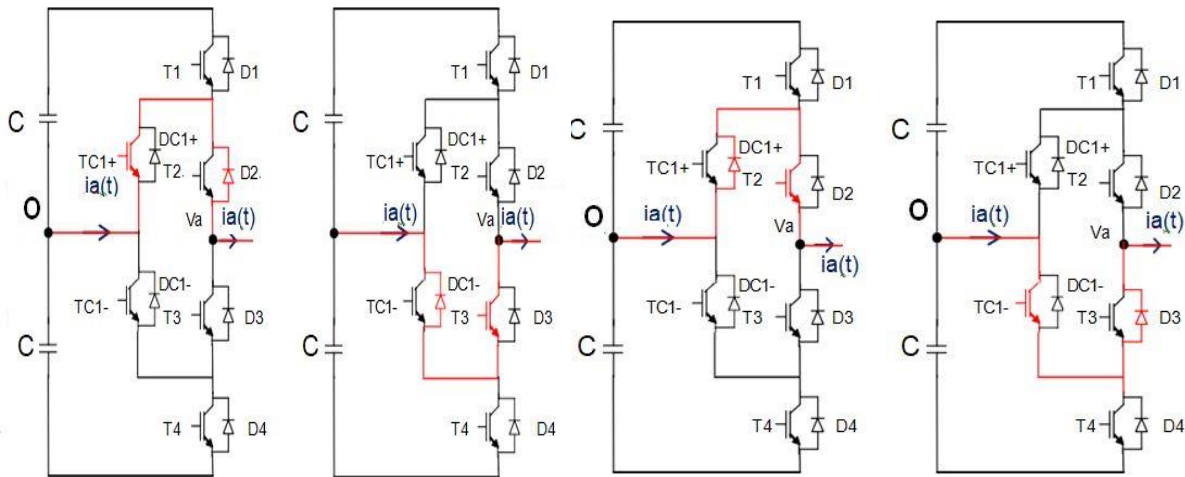 T1 D1
C
DC1+
TC1+ T2. D2.
ia(t)
O Va ia(t)
DC1-
TC1- T3 D3
C
T4 D4
T1 D1
C
DC1+
TC1+ T2 D2
ia(t) Va ia(t)
DC1-
TC1- T3 D3
C
T4 D4
T1 D1
C
DC1+
TC1+ T2 D2
O ia(t) Va
ia(t)
DC1-
TC1- T3 D3
C
T4 D4
T1 D1
C
DC1+
TC1+ T2 D2
O ia(t) Va ia(t)
DC1-
TC1- T3 D3
C
T4 D4